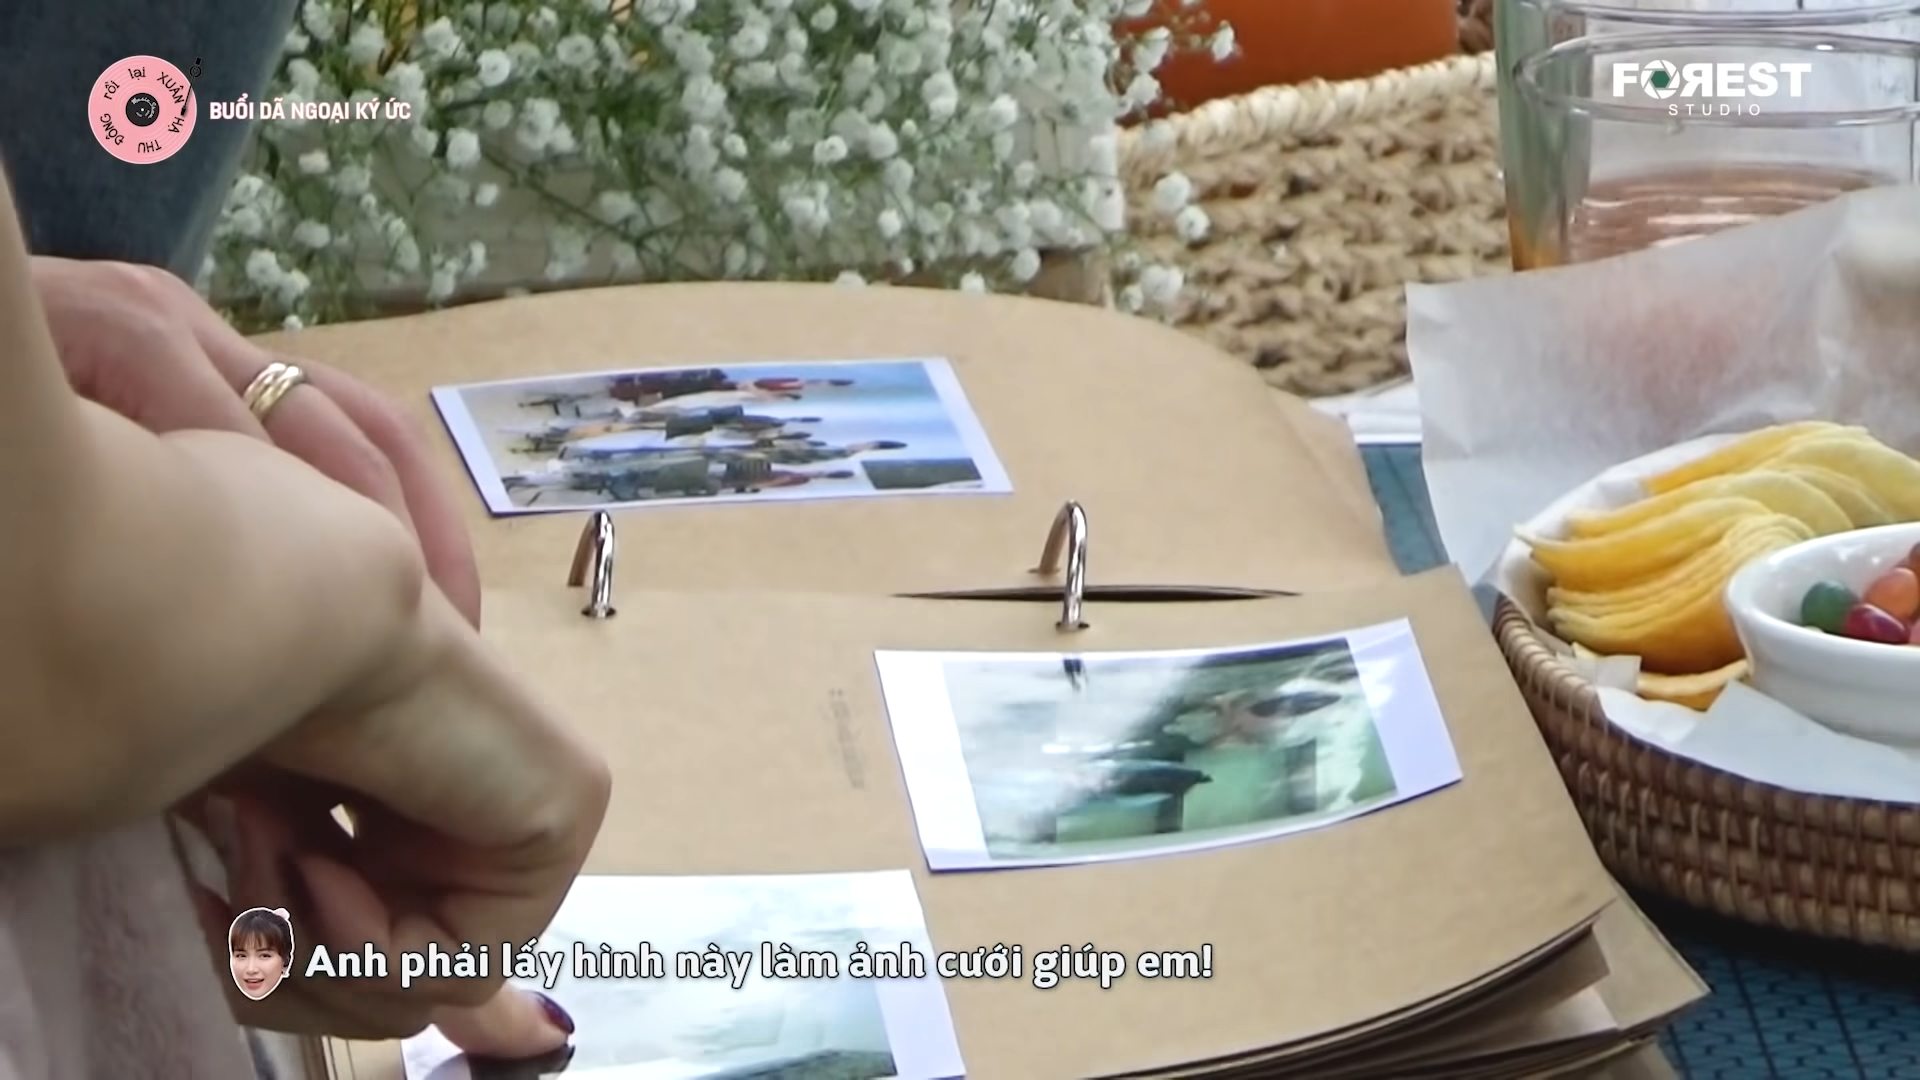 rồi lại XUÂN HẠ THU ĐÔNG
BUỔI DÃ NGOẠI KÝ ỨC
FOREST
STUDIO
Anh phải lấy hình này làm ảnh cưới giúp em!